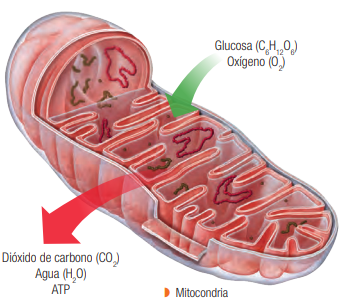 Glucosa (C₆H₁₂O₆)
Oxígeno (O₂)
Dióxido de carbono (CO₂)
Agua (H₂O)
ATP
Mitocondria